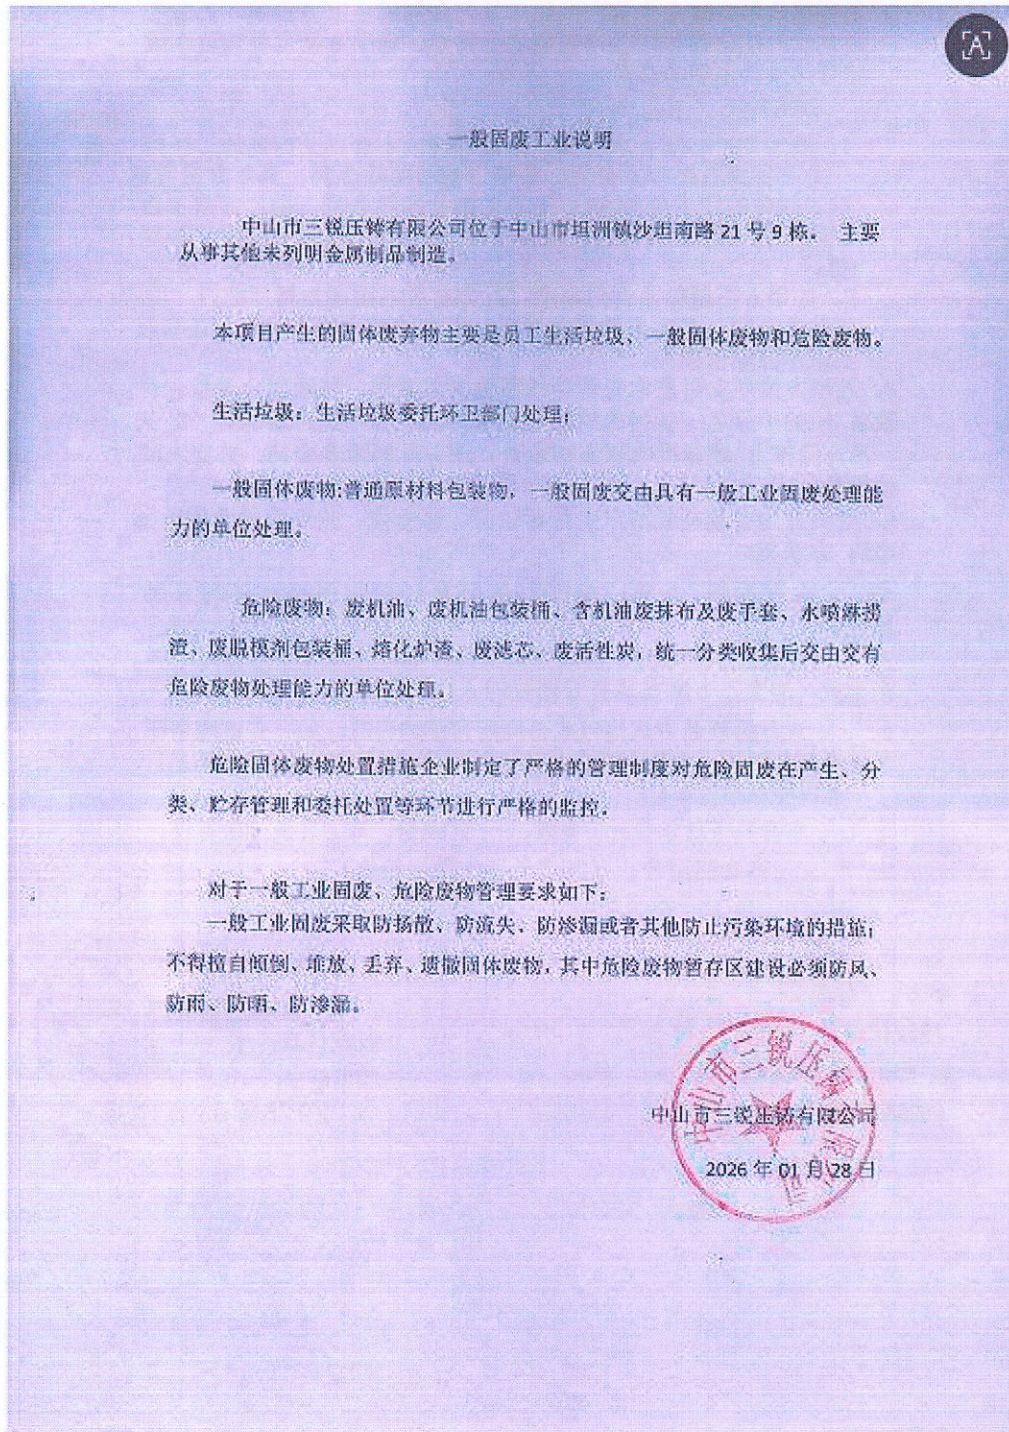 一般固废工业说明
中山市三锐压铸有限公司位于中山市坦洲镇沙坦南路 21 号 9 栋. 主要
从事其他未列明金属制品制造。
本项目产生的固体废弃物主要是员工生活垃圾、一般固体废物和危险废物。
生活垃圾：生活垃圾委托环卫部门处理；
一般固体废物:普通原材料包装物，一般固废交由具有一般工业固废处理能
力的单位处理。
危险废物：废机油、废机油包装桶、含机油废抹布及废手套、水喷淋捞
渣、废脱模剂包装桶、熔化炉渣、废滤芯、废活性炭，统一分类收集后交由交有
危险废物处理能力的单位处理。
危险固体废物处置措施企业制定了严格的管理制度对危险固废在产生、分
类、贮存管理和委托处置等环节进行严格的监控.
对于一般工业固废、危险废物管理要求如下：
一般工业固废采取防扬散、防流失、防渗漏或者其他防止污染环境的措施；
不得擅自倾倒、堆放、丢弃、遗撒固体废物，其中危险废物暂存区建设必须防风、
防雨、防晒、防渗漏。
中山市三锐压铸有限公司
中山市三锐压铸有限公司
2026 年 01 月 28 日